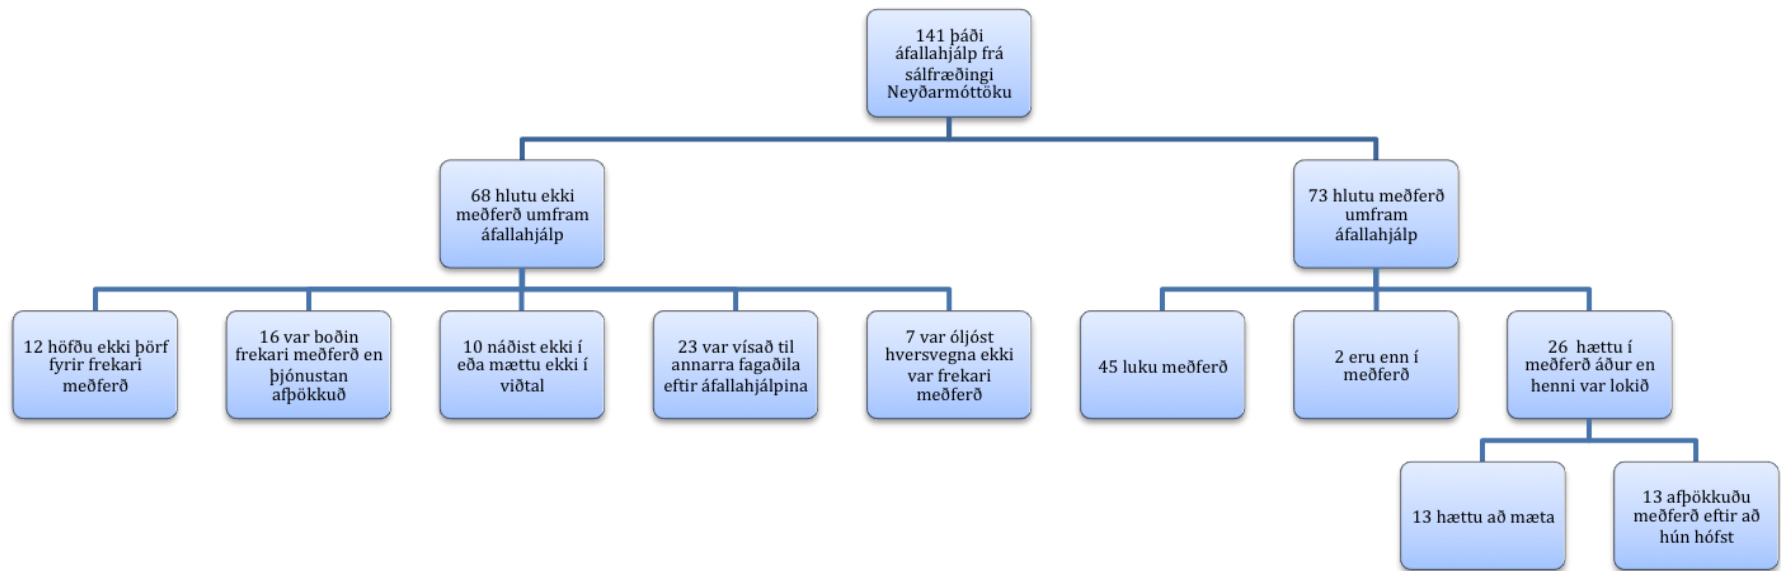 141 þáði
áfallahjálp frá
sálfræðingi
Neyðarmóttöku
68 hlutu ekki
meðferð umfram
áfallahjálp
73 hlutu meðferð
umfram
áfallahjálp
12 höfðu ekki þörf
fyrir frekari
meðferð
16 var boðin
frekari meðferð en
þjónustan
afþökkuð
10 náðist ekki í
eða mættu ekki í
viðtal
23 var vísað til
annarra fagaðila
eftir áfallahjálpina
7 var óljóst
hversvegna ekki
var frekari
meðferð
45 luku meðferð
2 eru enn í
meðferð
26 hættu í
meðferð áður en
henni var lokið
13 hættu að mæta
13 afþökkuðu
meðferð eftir að
hún hófst